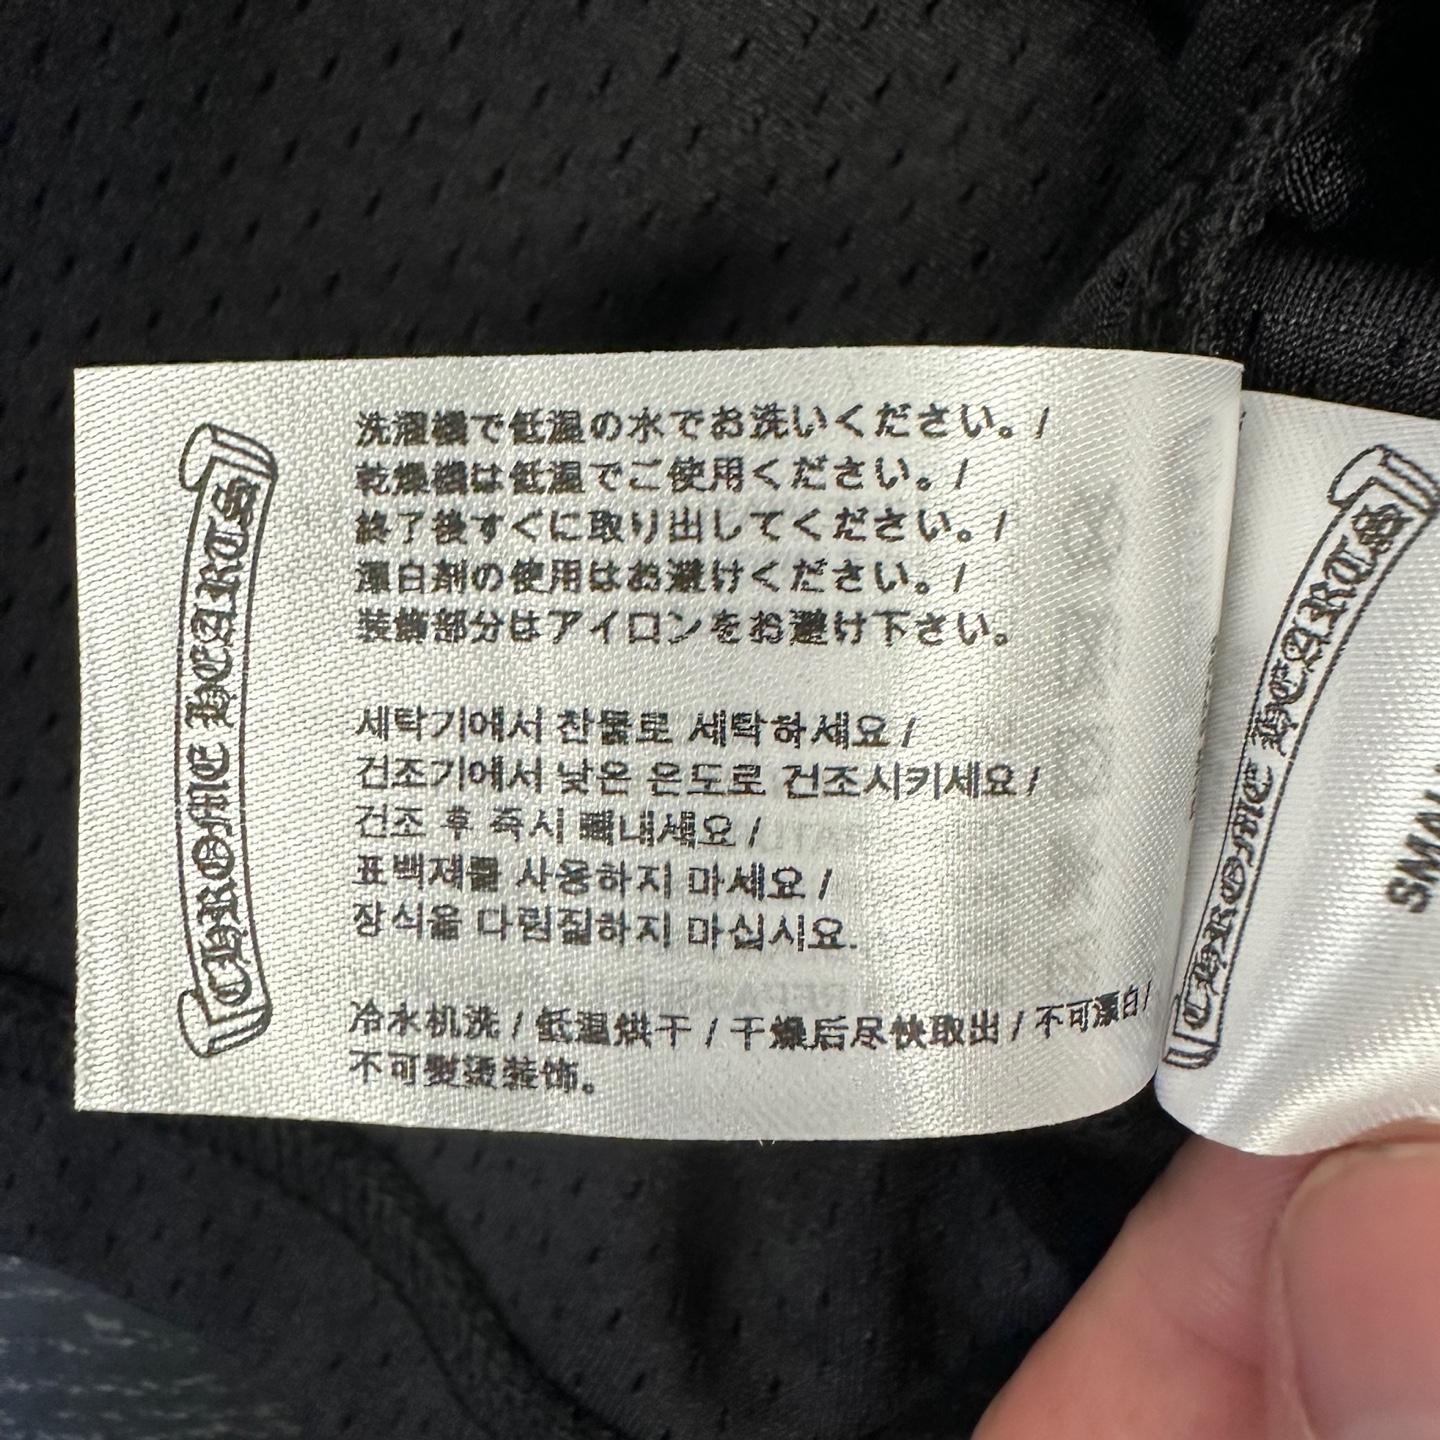 CHROME HEARTS
洗濯機で低温の水でお洗いください。/
乾燥機は低温でご使用ください。/
終了後すぐに取り出してください。/
漂白剤の使用はお避けください。/
装飾部分はアイロンをお避け下さい。
세탁기에서 찬물로 세탁하세요 /
건조기에서 낮은 온도로 건조시키세요 /
건조 후 즉시 빼내세요 /
표백제를 사용하지 마세요 /
장식을 다림질하지 마십시요.
冷水机洗 / 低温烘干 / 干燥后尽快取出 / 不可漂白 /
不可熨烫装饰。
CHROME HEARTS